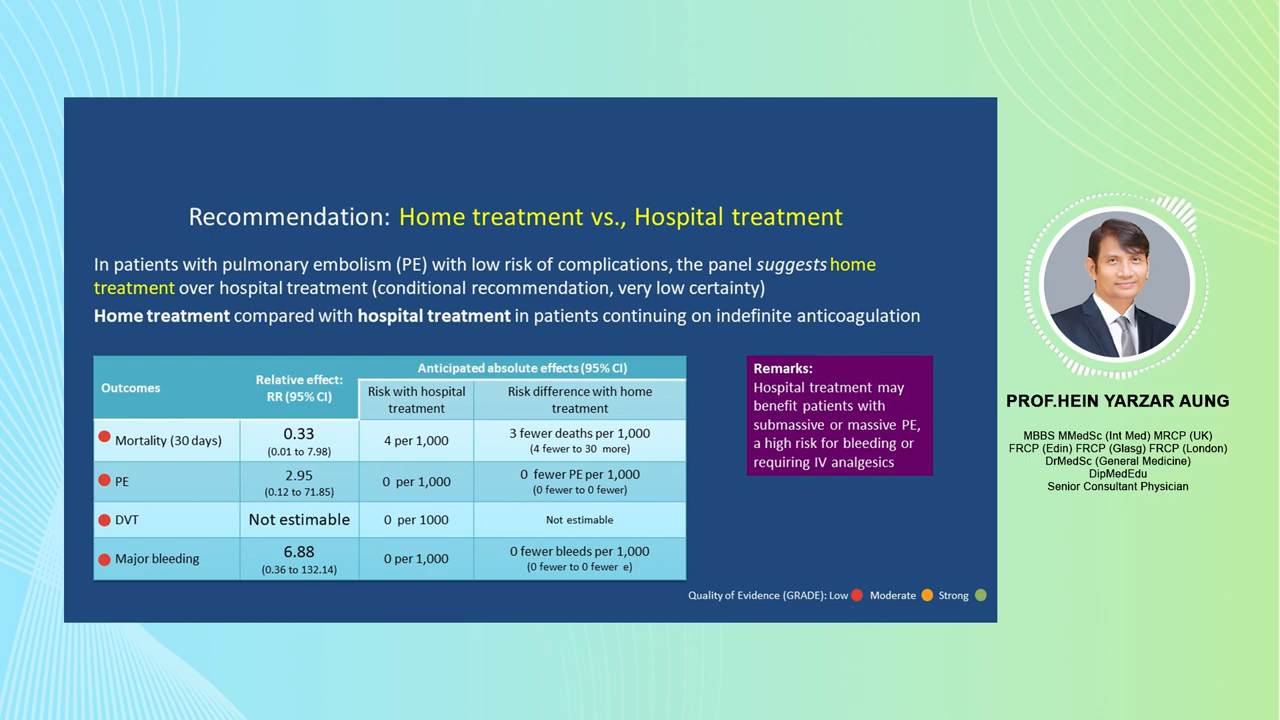 Recommendation: Home treatment vs., Hospital treatment
In patients with pulmonary embolism (PE) with low risk of complications, the panel suggests home
treatment over hospital treatment (conditional recommendation, very low certainty)
Home treatment compared with hospital treatment in patients continuing on indefinite anticoagulation
Outcomes
Relative effect:
RR (95% CI)
Anticipated absolute effects (95% CI)
Risk with hospital
treatment
Risk difference with home
treatment
Mortality (30 days)
0.33
(0.01 to 7.98)
4 per 1,000
3 fewer deaths per 1,000
(4 fewer to 30 more)
PE
2.95
(0.12 to 71.85)
0 per 1,000
0 fewer PE per 1,000
(0 fewer to 0 fewer)
DVT
Not estimable
0 per 1000
Not estimable
Major bleeding
6.88
(0.36 to 132.14)
0 per 1,000
0 fewer bleeds per 1,000
(0 fewer to 0 fewer e)
Remarks:
Hospital treatment may
benefit patients with
submassive or massive PE,
a high risk for bleeding or
requiring IV analgesics
Quality of Evidence (GRADE): Low Moderate Strong
PROF.HEIN YARZAR AUNG
MBBS MMedSc (Int Med) MRCP (UK)
FRCP (Edin) FRCP (Glasg) FRCP (London)
DrMedSc (General Medicine)
DipMedEdu
Senior Consultant Physician